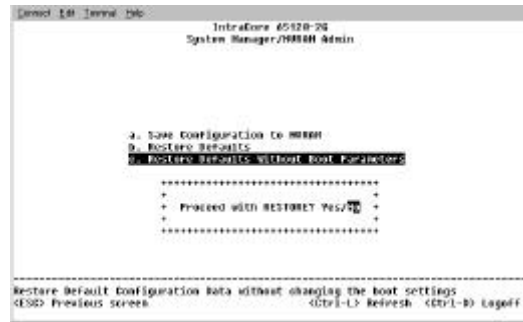 Connect Edit Terminal Help
IntraCore 65120-2G
System Manager/NVRAM Admin
a. Save Configuration to NVRAM
b. Restore Defaults
c. Restore Defaults Without Boot Parameters
+++++++++++++++++++++++++++++++++++
+ +
+ Proceed with RESTORE? Yes/No +
+ +
+++++++++++++++++++++++++++++++++++
Restore Default Configuration Data without changing the boot settings
<ESC> Previous screen <Ctrl-L> Refresh <Ctrl-D> Logoff